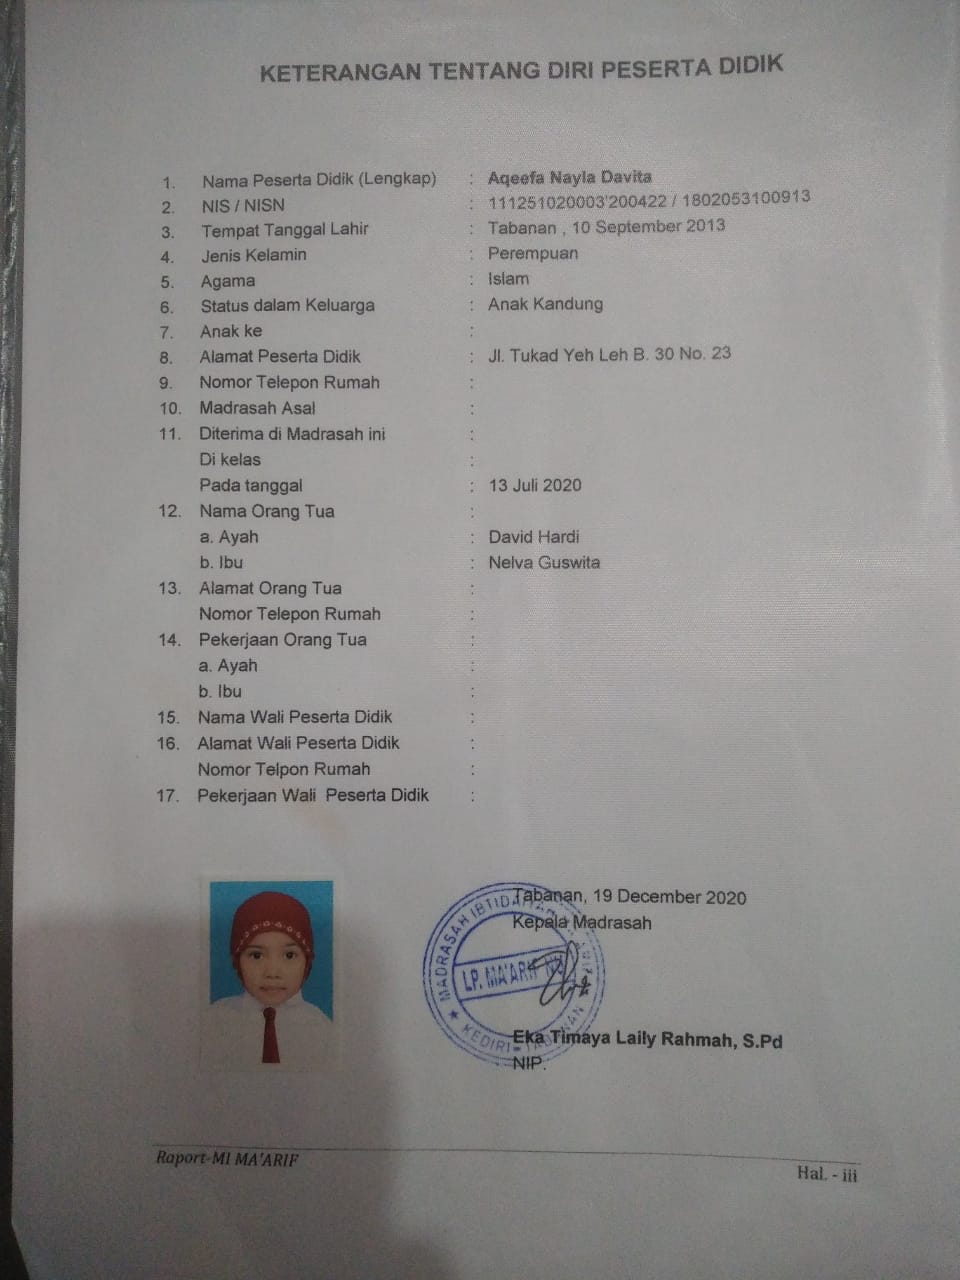 KETERANGAN TENTANG DIRI PESERTA DIDIK
1. Nama Peserta Didik (Lengkap) : Aqeefa Nayla Davita
2. NIS / NISN : 111251020003'200422 / 1802053100913
3. Tempat Tanggal Lahir : Tabanan , 10 September 2013
4. Jenis Kelamin : Perempuan
5. Agama : Islam
6. Status dalam Keluarga : Anak Kandung
7. Anak ke :
8. Alamat Peserta Didik : Jl. Tukad Yeh Leh B. 30 No. 23
9. Nomor Telepon Rumah :
10. Madrasah Asal :
11. Diterima di Madrasah ini :
Di kelas :
Pada tanggal : 13 Juli 2020
12. Nama Orang Tua :
a. Ayah : David Hardi
b. Ibu : Nelva Guswita
13. Alamat Orang Tua :
Nomor Telepon Rumah :
14. Pekerjaan Orang Tua :
a. Ayah :
b. Ibu :
15. Nama Wali Peserta Didik :
16. Alamat Wali Peserta Didik :
Nomor Telpon Rumah :
17. Pekerjaan Wali Peserta Didik :
Tabanan, 19 December 2020
Kepala Madrasah
MADRASAH IBTIDAIYAH
LP. MA'ARIF NU
KEDIRI - TABANAN
Eka Timaya Laily Rahmah, S.Pd
NIP.
Raport-MI MA'ARIF
Hal. - iii